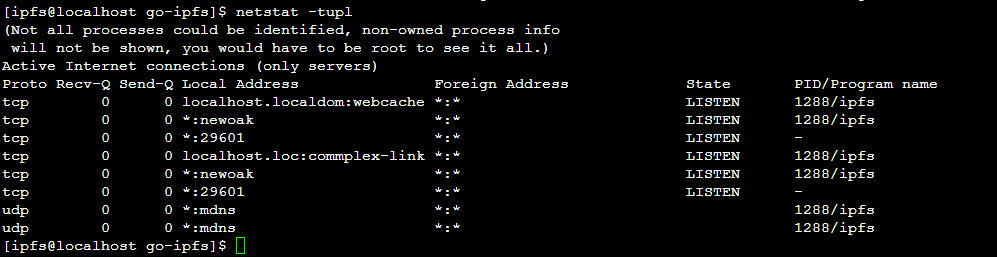 [ipfs@localhost go-ipfs]$ netstat -tupl
(Not all processes could be identified, non-owned process info
 will not be shown, you would have to be root to see it all.)
Active Internet connections (only servers)
Proto Recv-Q Send-Q Local Address               Foreign Address             State       PID/Program name
tcp        0      0 localhost.localdom:webcache *:*                         LISTEN      1288/ipfs
tcp        0      0 *:newoak                    *:*                         LISTEN      1288/ipfs
tcp        0      0 *:29601                     *:*                         LISTEN      -
tcp        0      0 localhost.loc:commplex-link *:*                         LISTEN      1288/ipfs
tcp        0      0 *:newoak                    *:*                         LISTEN      1288/ipfs
tcp        0      0 *:29601                     *:*                         LISTEN      -
udp        0      0 *:mdns                      *:*                                     1288/ipfs
udp        0      0 *:mdns                      *:*                                     1288/ipfs
[ipfs@localhost go-ipfs]$